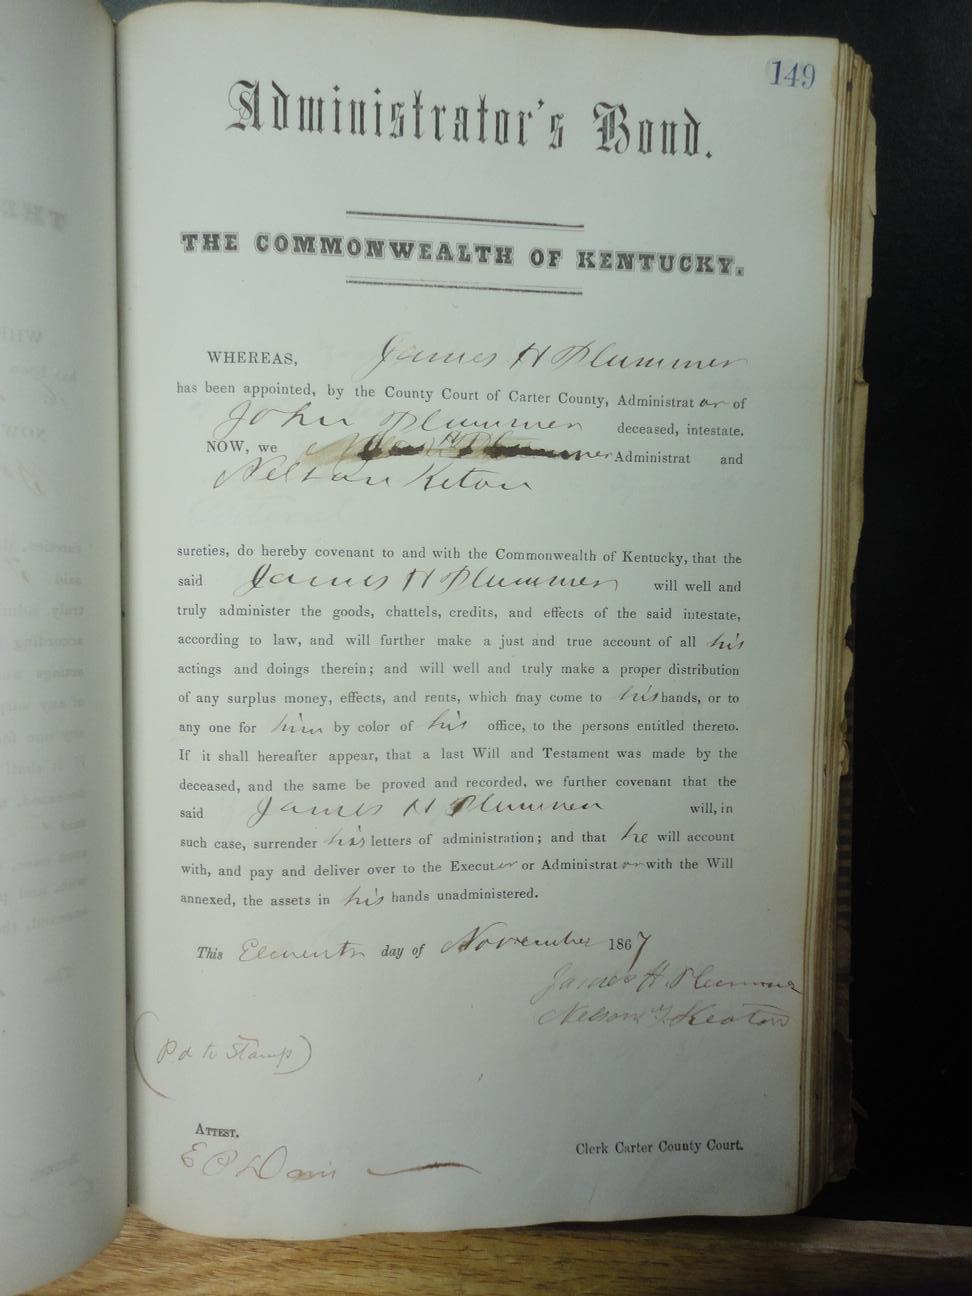 149
Administrator's Bond.
THE COMMONWEALTH OF KENTUCKY.
WHEREAS, James H Plummer
has been appointed, by the County Court of Carter County, Administrator of
John Plummer deceased, intestate.
NOW, we Plummer Administrat and
Nelson Keton
sureties, do hereby covenant to and with the Commonwealth of Kentucky, that the
said James H Plummer will well and
truly administer the goods, chattels, credits, and effects of the said intestate,
according to law, and will further make a just and true account of all his
actings and doings therein; and will well and truly make a proper distribution
of any surplus money, effects, and rents, which may come to his hands, or to
any one for him by color of his office, to the persons entitled thereto.
If it shall hereafter appear, that a last Will and Testament was made by the
deceased, and the same be proved and recorded, we further covenant that the
said James H Plummer will, in
such case, surrender his letters of administration; and that he will account
with, and pay and deliver over to the Executor or Administrator with the Will
annexed, the assets in his hands unadministered.
This Eleventh day of November 1867
James H. Plummer
Nelson Keaton
(Pd to Stamp)
ATTEST.
E P Davis
Clerk Carter County Court.